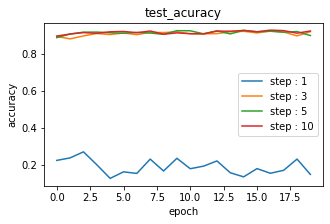 test_acuracy
accuracy
0.8
0.6
0.4
0.2
step : 1
step : 3
step : 5
step : 10
0.0 2.5 5.0 7.5 10.0 12.5 15.0 17.5
epoch